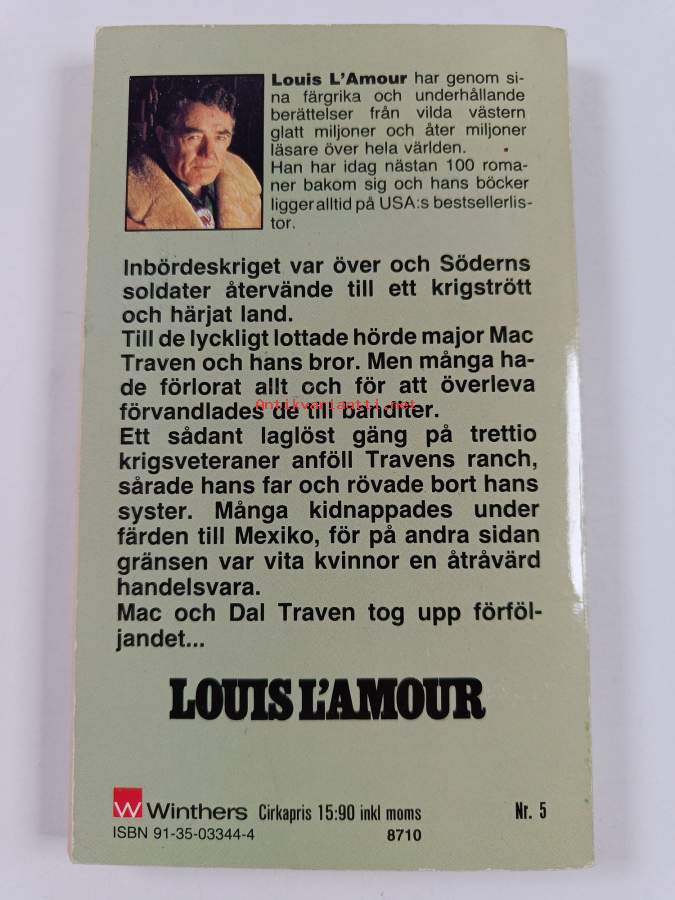 Louis L'Amour har genom si-
na färgrika och underhållande
berättelser från vilda västern
glatt miljoner och åter miljoner
läsare över hela världen.
Han har idag nästan 100 roma-
ner bakom sig och hans böcker
ligger alltid på USA:s bestsellerlis-
tor.
Inbördeskriget var över och Söderns
soldater återvände till ett krigstrött
och härjat land.
Till de lyckligt lottade hörde major Mac
Traven och hans bror. Men många ha-
de förlorat allt och för att överleva
förvandlades de till banditer.
Antikvariaatti.net
Ett sådant laglöst gäng på trettio
krigsveteraner anföll Travens ranch,
sårade hans far och rövade bort hans
syster. Många kidnappades under
färden till Mexiko, för på andra sidan
gränsen var vita kvinnor en åtråvärd
handelsvara.
Mac och Dal Traven tog upp förföl-
jandet...
LOUIS L'AMOUR
W Winthers Cirkapris 15:90 inkl moms Nr. 5
ISBN 91-35-03344-4 8710